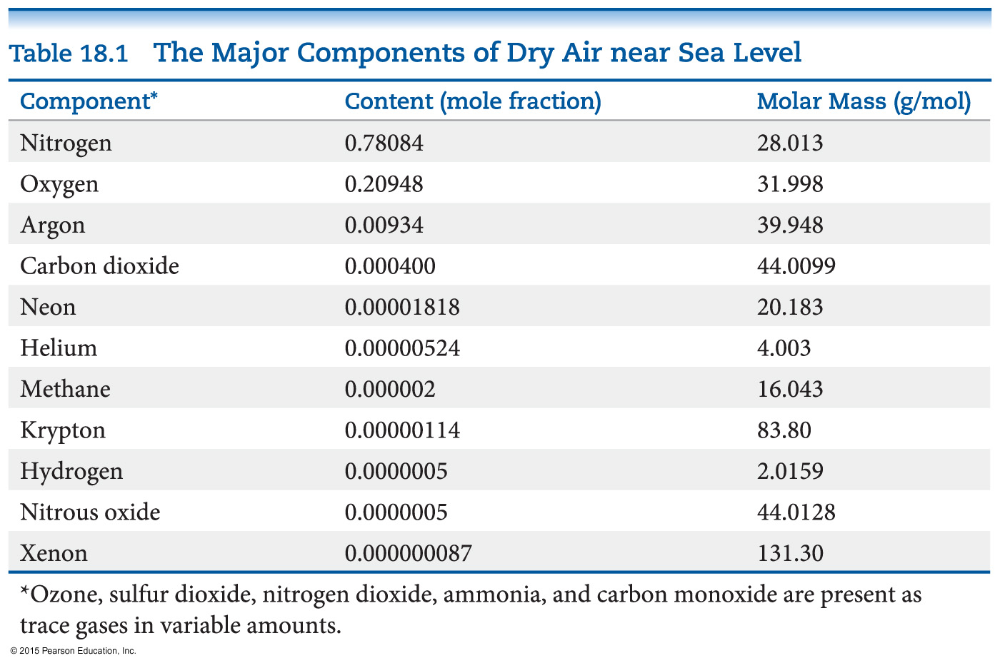 Table 18.1 The Major Components of Dry Air near Sea Level
Component* Content (mole fraction) Molar Mass (g/mol)
Nitrogen 0.78084 28.013
Oxygen 0.20948 31.998
Argon 0.00934 39.948
Carbon dioxide 0.000400 44.0099
Neon 0.00001818 20.183
Helium 0.00000524 4.003
Methane 0.000002 16.043
Krypton 0.00000114 83.80
Hydrogen 0.0000005 2.0159
Nitrous oxide 0.0000005 44.0128
Xenon 0.000000087 131.30
*Ozone, sulfur dioxide, nitrogen dioxide, ammonia, and carbon monoxide are present as
trace gases in variable amounts.
© 2015 Pearson Education, Inc.